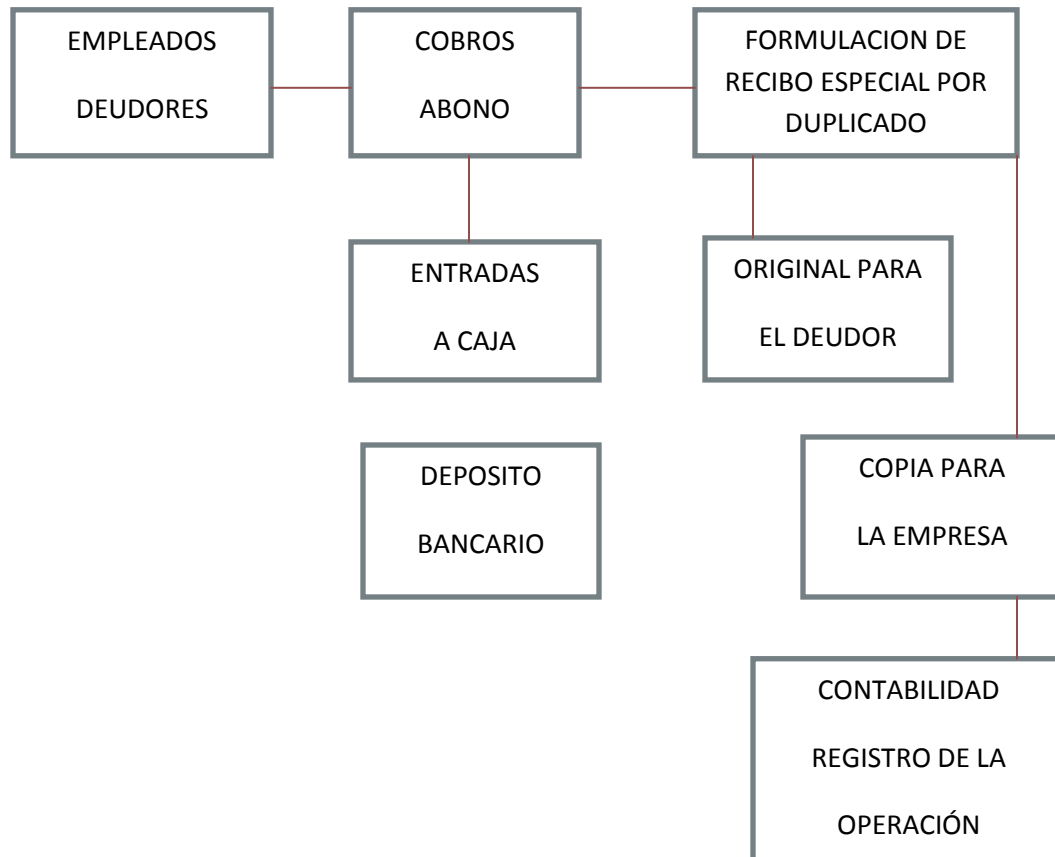 EMPLEADOS
DEUDORES
COBROS
ABONO
FORMULACION DE
RECIBO ESPECIAL POR
DUPLICADO
ENTRADAS
A CAJA
ORIGINAL PARA
EL DEUDOR
DEPOSITO
BANCARIO
COPIA PARA
LA EMPRESA
CONTABILIDAD
REGISTRO DE LA
OPERACIÓN